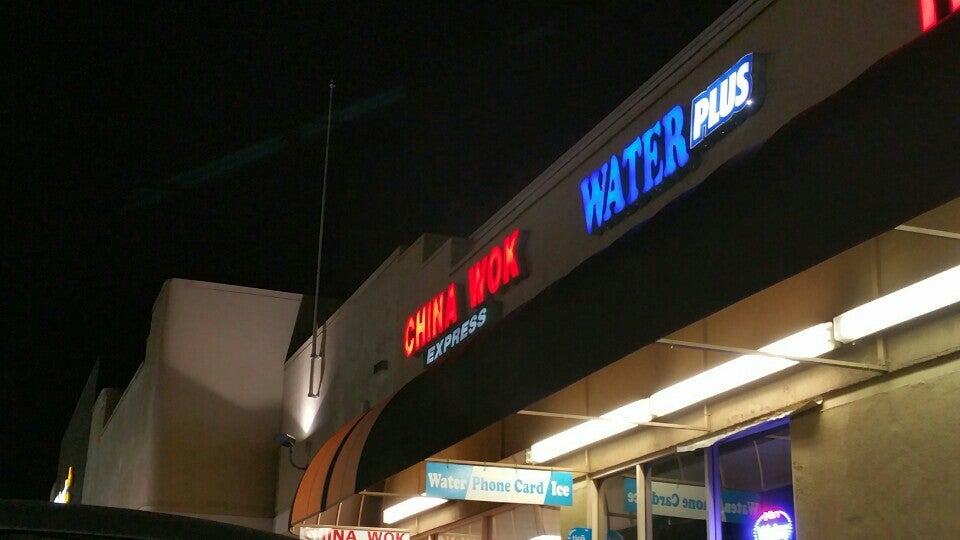 WATER PLUS
CHINA WOK
EXPRESS
Water Phone Card Ice
CHINA WOK